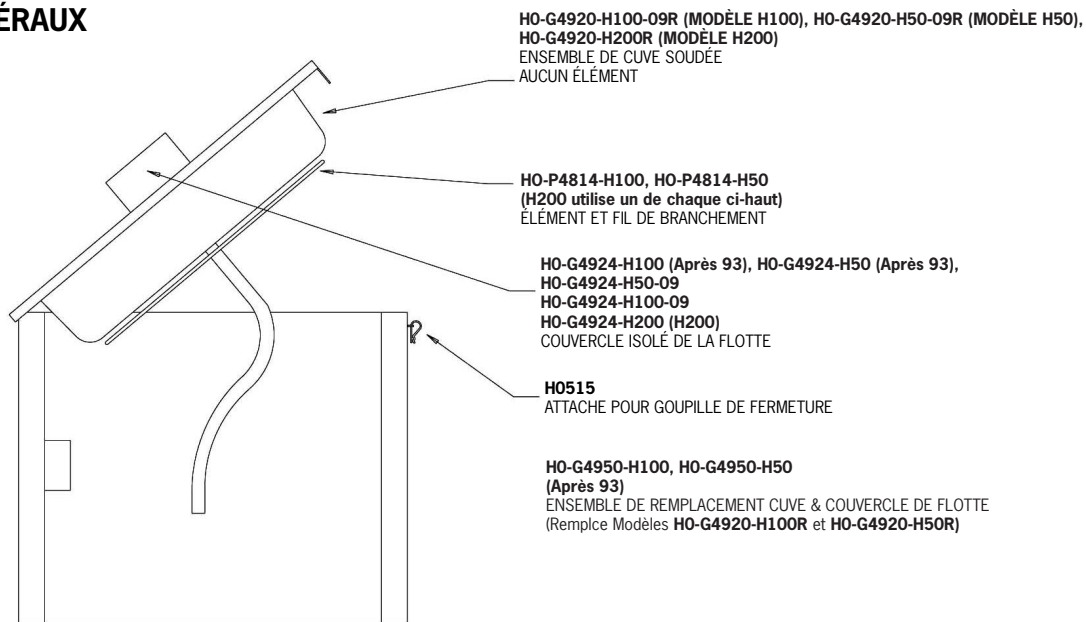 ÉRAUX
H0-G4920-H100-09R (MODÈLE H100), H0-G4920-H50-09R (MODÈLE H50),
H0-G4920-H200R (MODÈLE H200)
ENSEMBLE DE CUVE SOUDÉE
AUCUN ÉLÉMENT
HO-P4814-H100, HO-P4814-H50
(H200 utilise un de chaque ci-haut)
ÉLÉMENT ET FIL DE BRANCHEMENT
H0-G4924-H100 (Après 93), H0-G4924-H50 (Après 93),
H0-G4924-H50-09
H0-G4924-H100-09
H0-G4924-H200 (H200)
COUVERCLE ISOLÉ DE LA FLOTTE
H0515
ATTACHE POUR GOUPILLE DE FERMETURE
H0-G4950-H100, H0-G4950-H50
(Après 93)
ENSEMBLE DE REMPLACEMENT CUVE & COUVERCLE DE FLOTTE
(Remplce Modèles H0-G4920-H100R et H0-G4920-H50R)